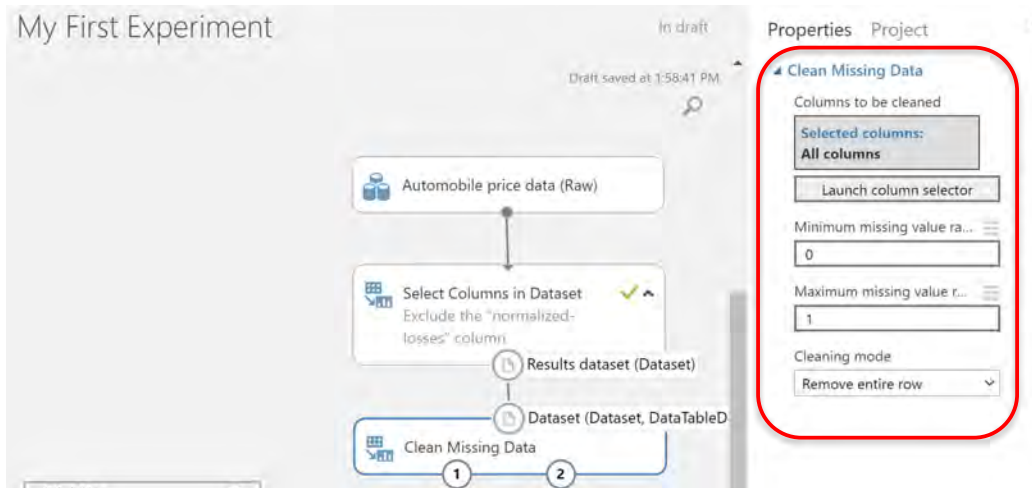 My First Experiment
In draft
Draft saved at 1:58:41 PM
Automobile price data (Raw)
Select Columns in Dataset
Exclude the "normalized-
losses" column
Results dataset (Dataset)
Dataset (Dataset, DataTableD
Clean Missing Data
1
2
Properties Project
Clean Missing Data
Columns to be cleaned
Selected columns:
All columns
Launch column selector
Minimum missing value ra...
0
Maximum missing value r...
1
Cleaning mode
Remove entire row